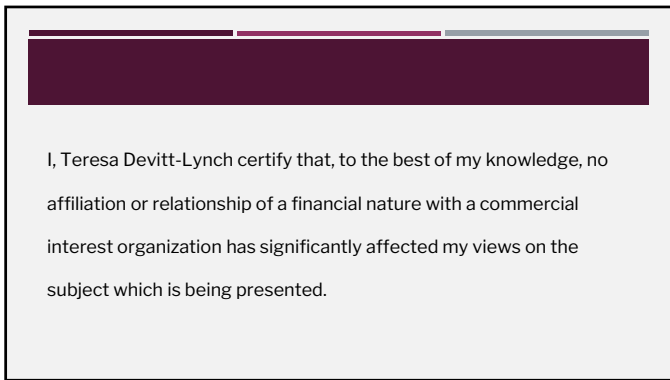 I, Teresa Devitt-Lynch certify that, to the best of my knowledge, no
affiliation or relationship of a financial nature with a commercial
interest organization has significantly affected my views on the
subject which is being presented.